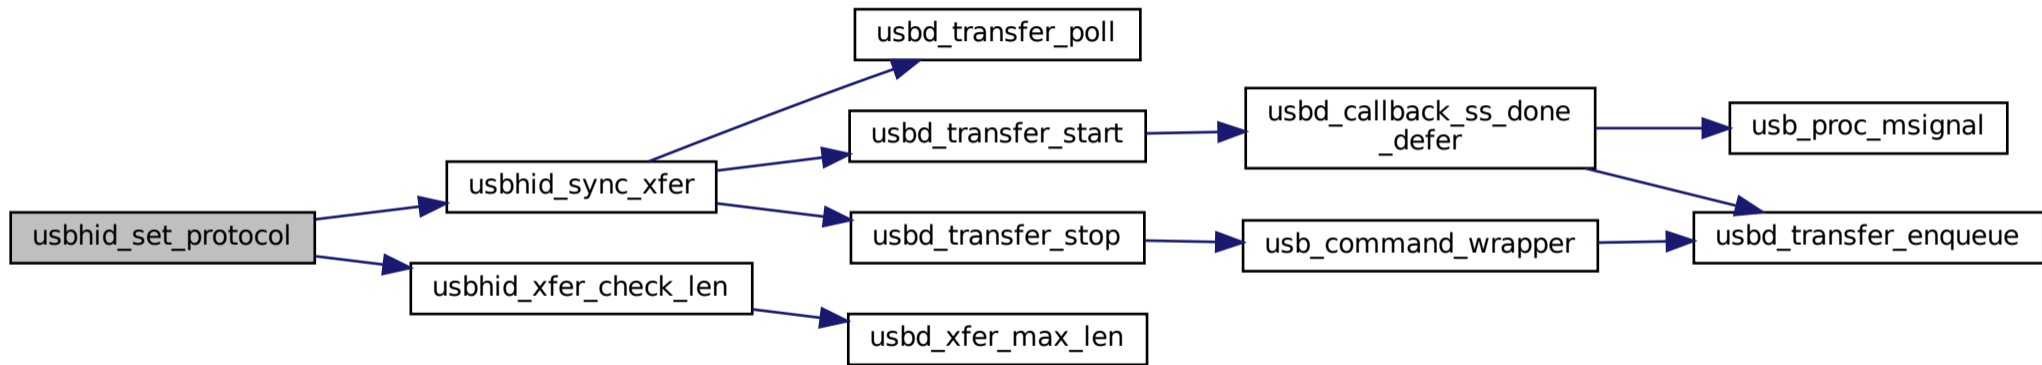 usbd_transfer_poll
usbd_callback_ss_done
_defer
usb_proc_msignal
usbd_transfer_start
usbhid_sync_xfer
usbhid_set_protocol
usbd_transfer_stop
usb_command_wrapper
usbd_transfer_enqueue
usbhid_xfer_check_len
usbd_xfer_max_len